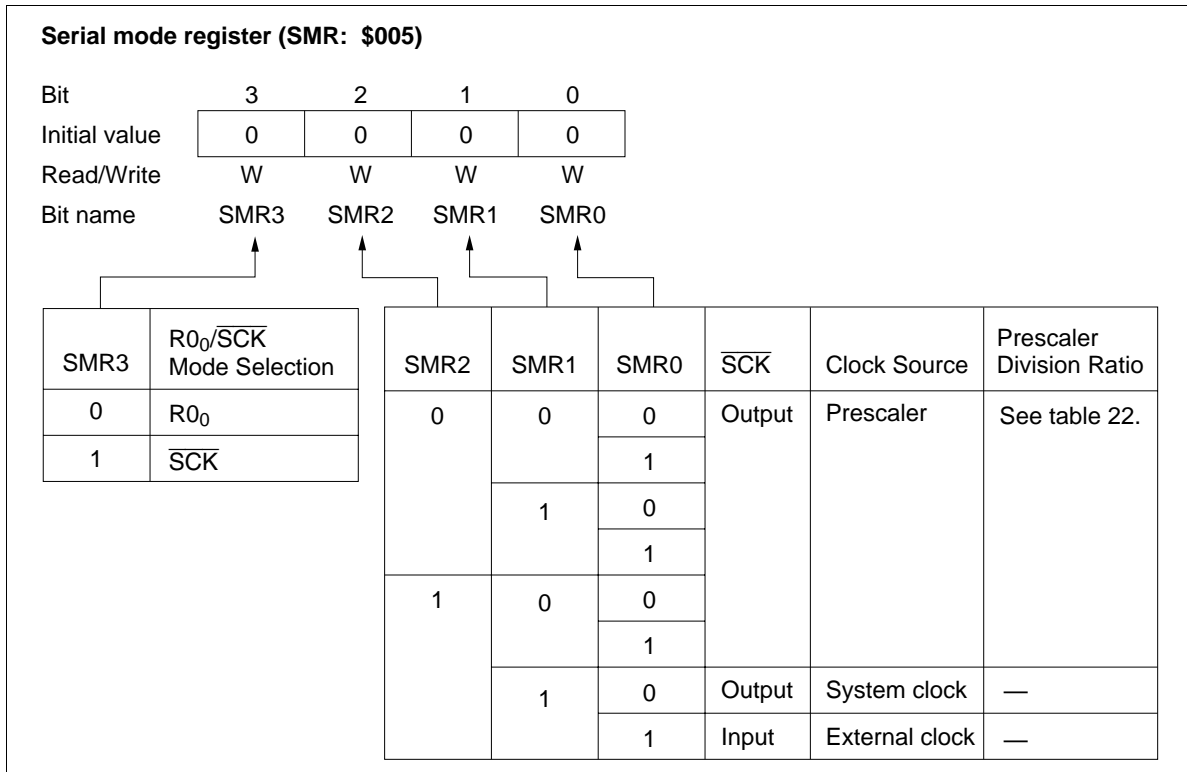 Serial mode register (SMR: $005)
Bit 3 2 1 0
Initial value 0 0 0 0
Read/Write W W W W
Bit name SMR3 SMR2 SMR1 SMR0
SMR3 R0₀/S̅C̅K̅ Mode Selection
0 R0₀
1 S̅C̅K̅
SMR2 SMR1 SMR0 S̅C̅K̅ Clock Source Prescaler Division Ratio
0 0 0 Output Prescaler See table 22.
1
1 0
1
1 0 0
1
1 0 Output System clock —
1 Input External clock —